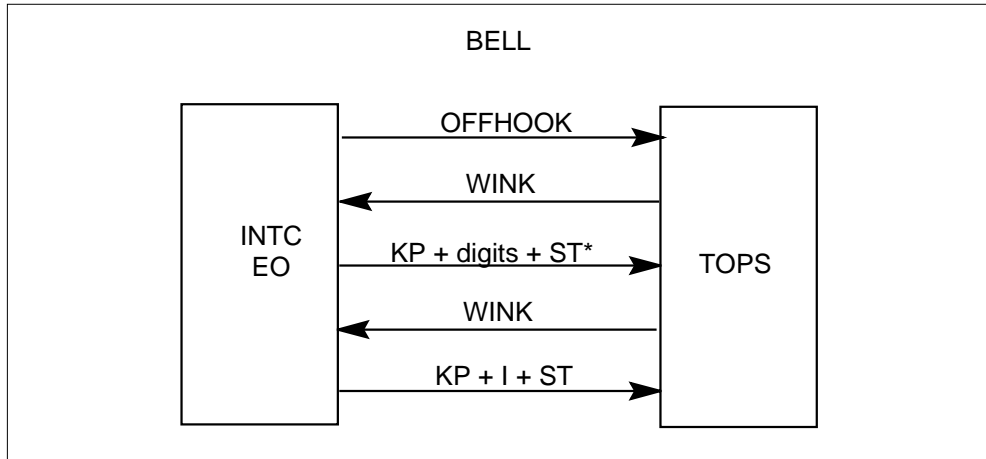 BELL
OFFHOOK
WINK
INTC
EO
KP + digits + ST*
TOPS
WINK
KP + I + ST